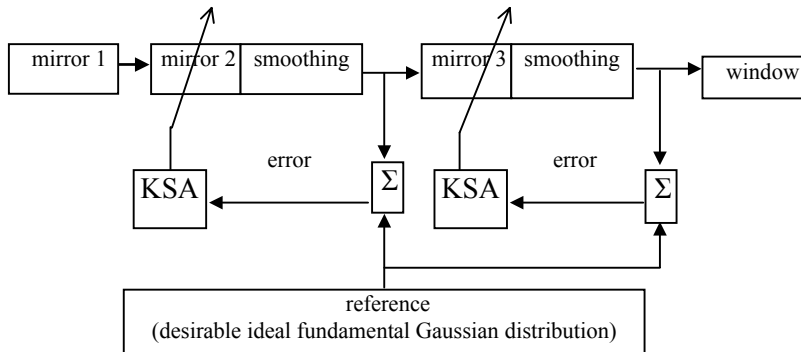 mirror 1
mirror 2
smoothing
mirror 3
smoothing
window
error
error
KSA
Σ
KSA
Σ
reference
(desirable ideal fundamental Gaussian distribution)